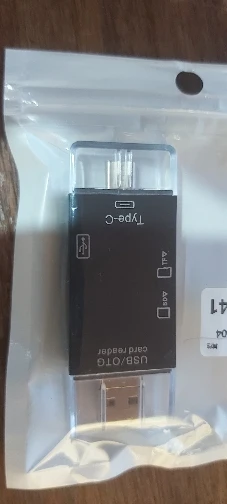 USB/OTG
card reader
SD
TF
Type-C